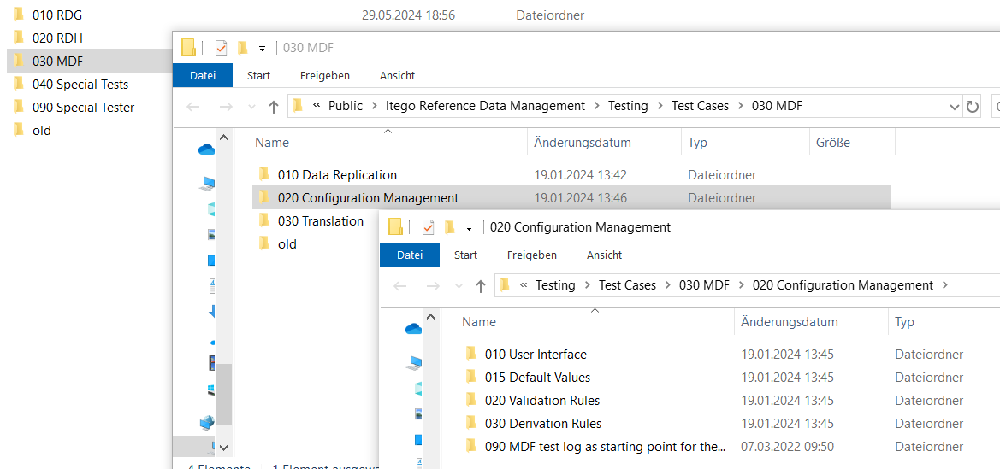 010 RDG 29.05.2024 18:56 Dateiordner
020 RDH
030 MDF
040 Special Tests
090 Special Tester
old
030 MDF
Datei Start Freigeben Ansicht
« Public > Itego Reference Data Management > Testing > Test Cases > 030 MDF
Name Änderungsdatum Typ Größe
010 Data Replication 19.01.2024 13:42 Dateiordner
020 Configuration Management 19.01.2024 13:46 Dateiordner
030 Translation
old
020 Configuration Management
Datei Start Freigeben Ansicht
« Testing > Test Cases > 030 MDF > 020 Configuration Management >
Name Änderungsdatum Typ
010 User Interface 19.01.2024 13:45 Dateiordner
015 Default Values 19.01.2024 13:45 Dateiordner
020 Validation Rules 19.01.2024 13:45 Dateiordner
030 Derivation Rules 19.01.2024 13:45 Dateiordner
090 MDF test log as starting point for the... 07.03.2022 09:50 Dateiordner